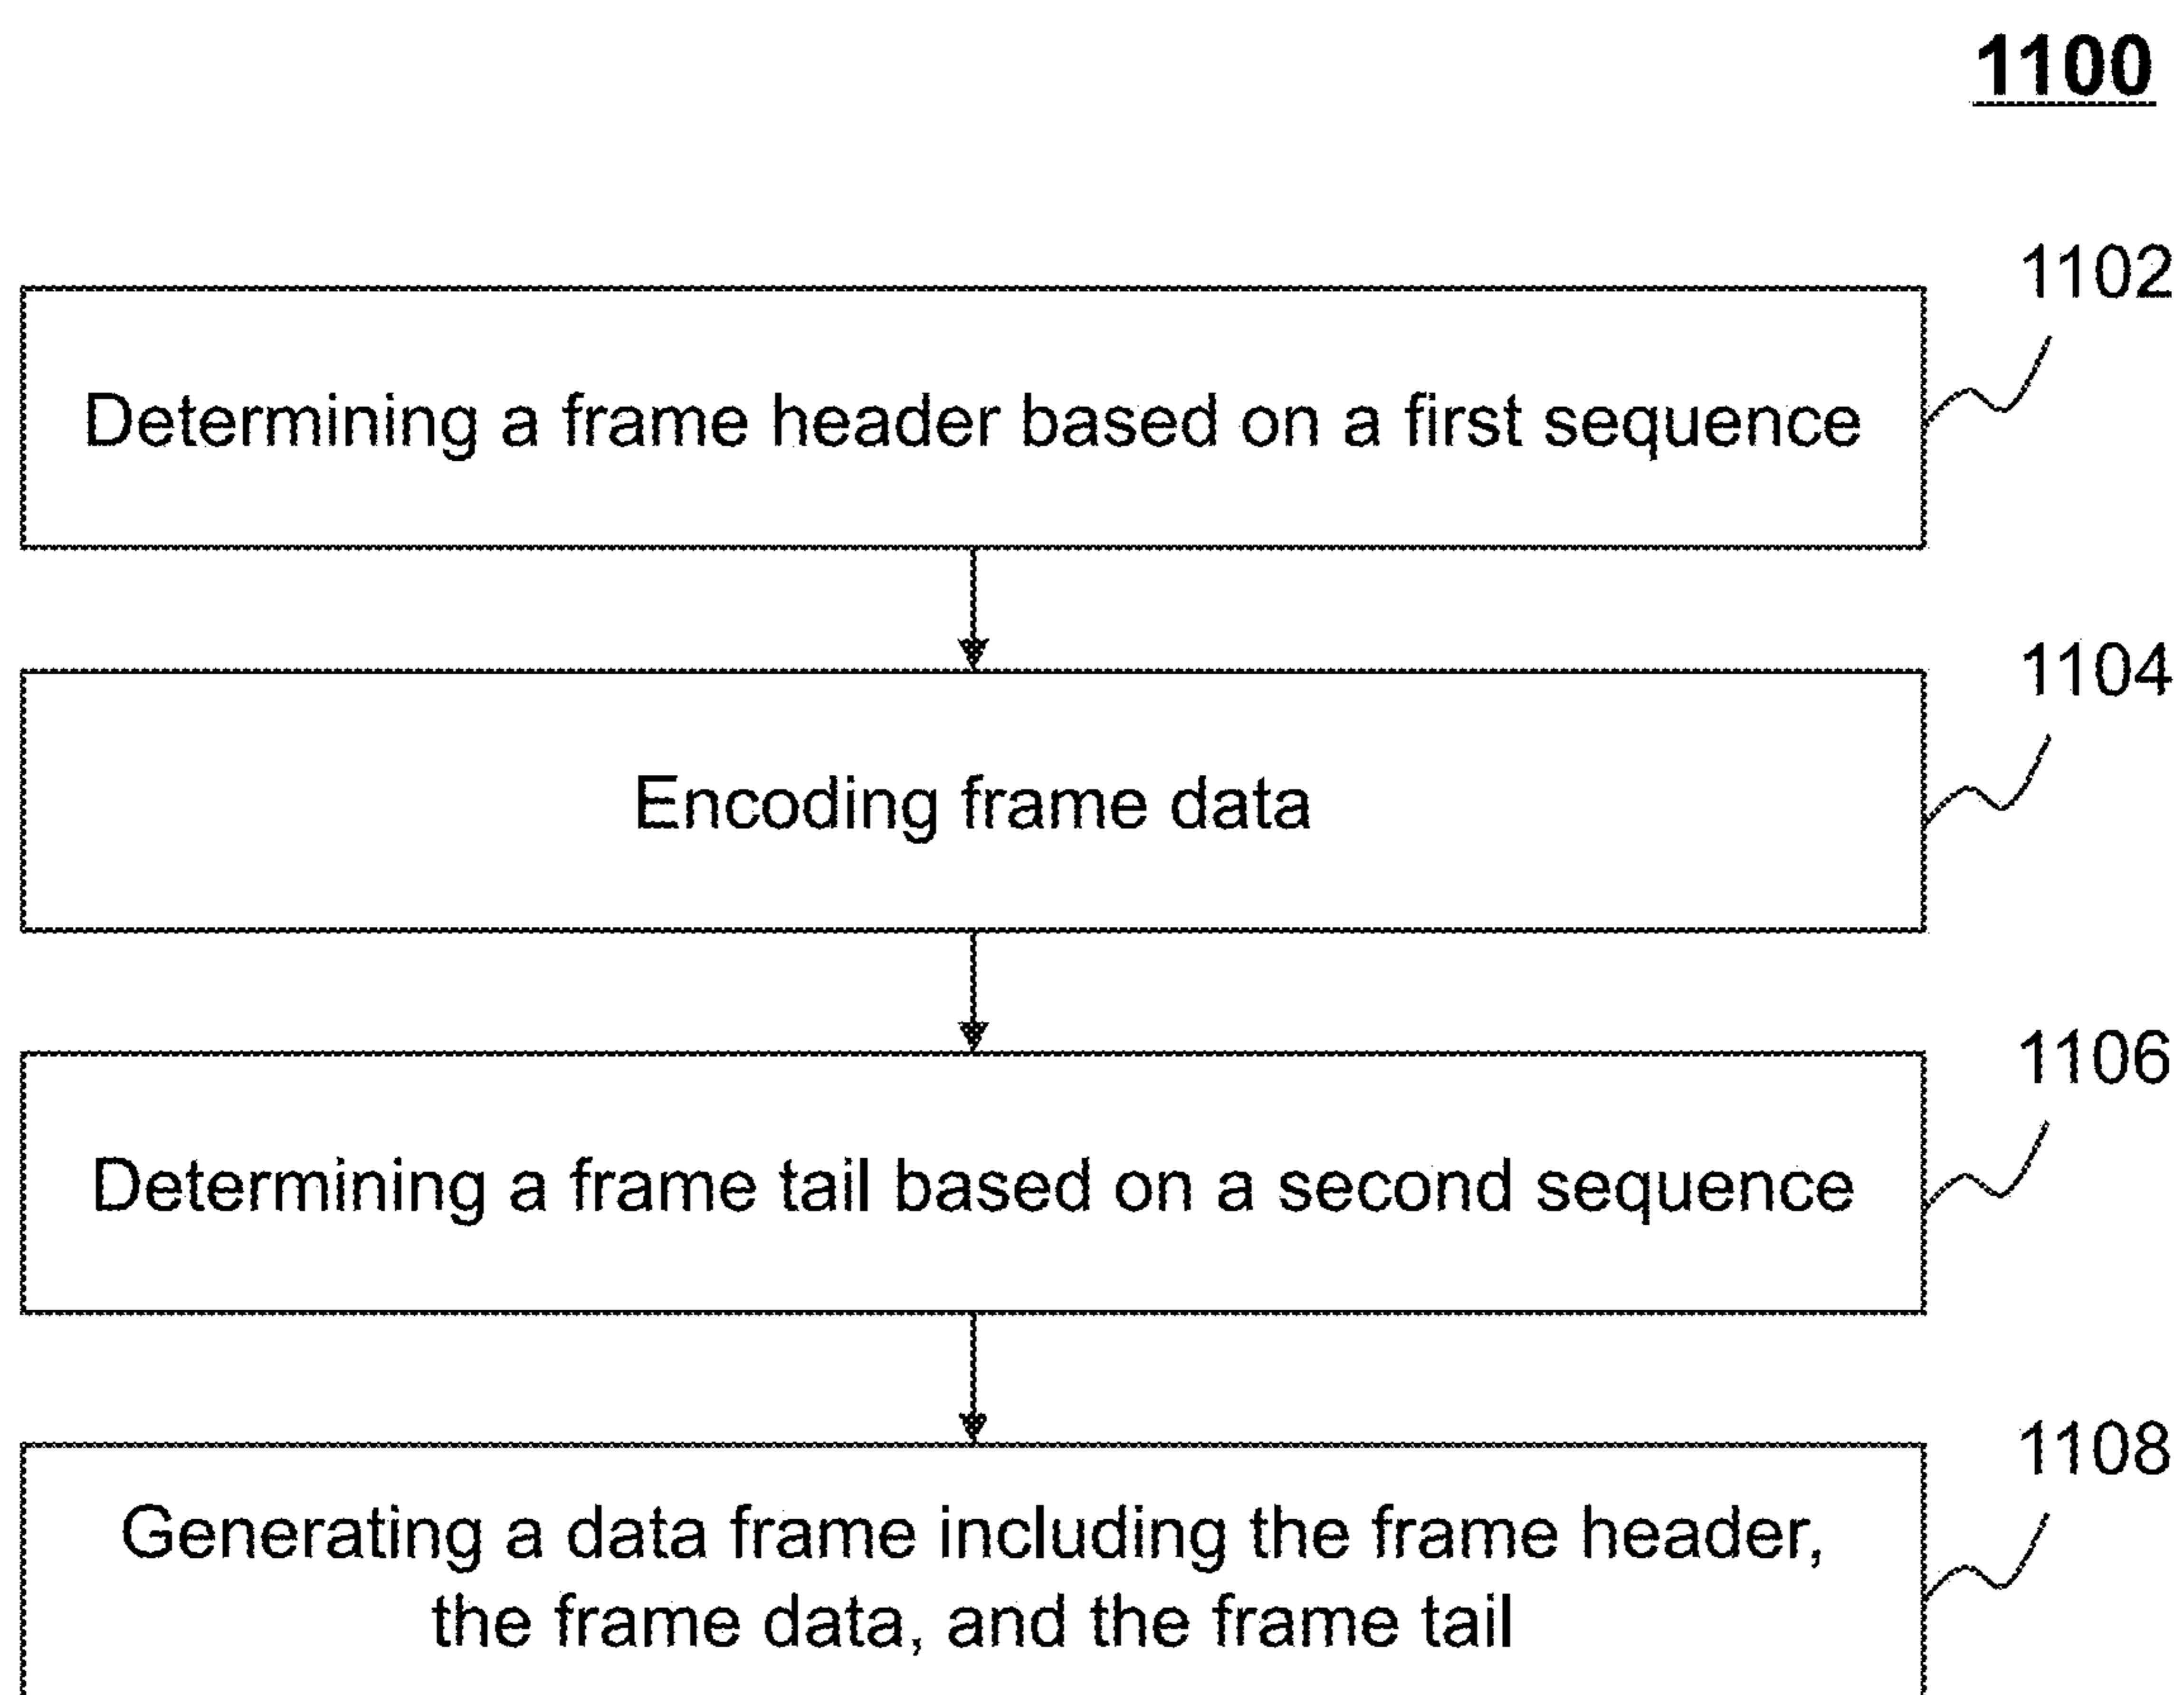 1100
1102
Determining a frame header based on a first sequence
1104
Encoding frame data
1106
Determining a frame tail based on a second sequence
1108
Generating a data frame including the frame header,
the frame data, and the frame tail